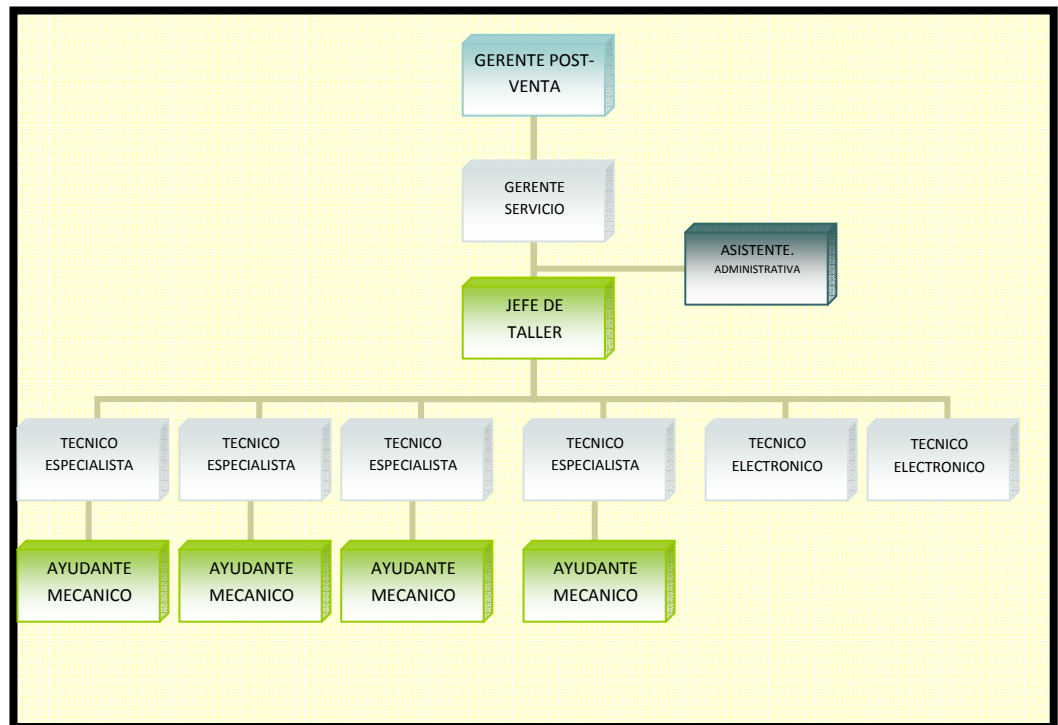 GERENTE POST-
VENTA
GERENTE
SERVICIO
ASISTENTE.
ADMINISTRATIVA
JEFE DE
TALLER
TECNICO
ESPECIALISTA
TECNICO
ESPECIALISTA
TECNICO
ESPECIALISTA
TECNICO
ESPECIALISTA
TECNICO
ELECTRONICO
TECNICO
ELECTRONICO
AYUDANTE
MECANICO
AYUDANTE
MECANICO
AYUDANTE
MECANICO
AYUDANTE
MECANICO